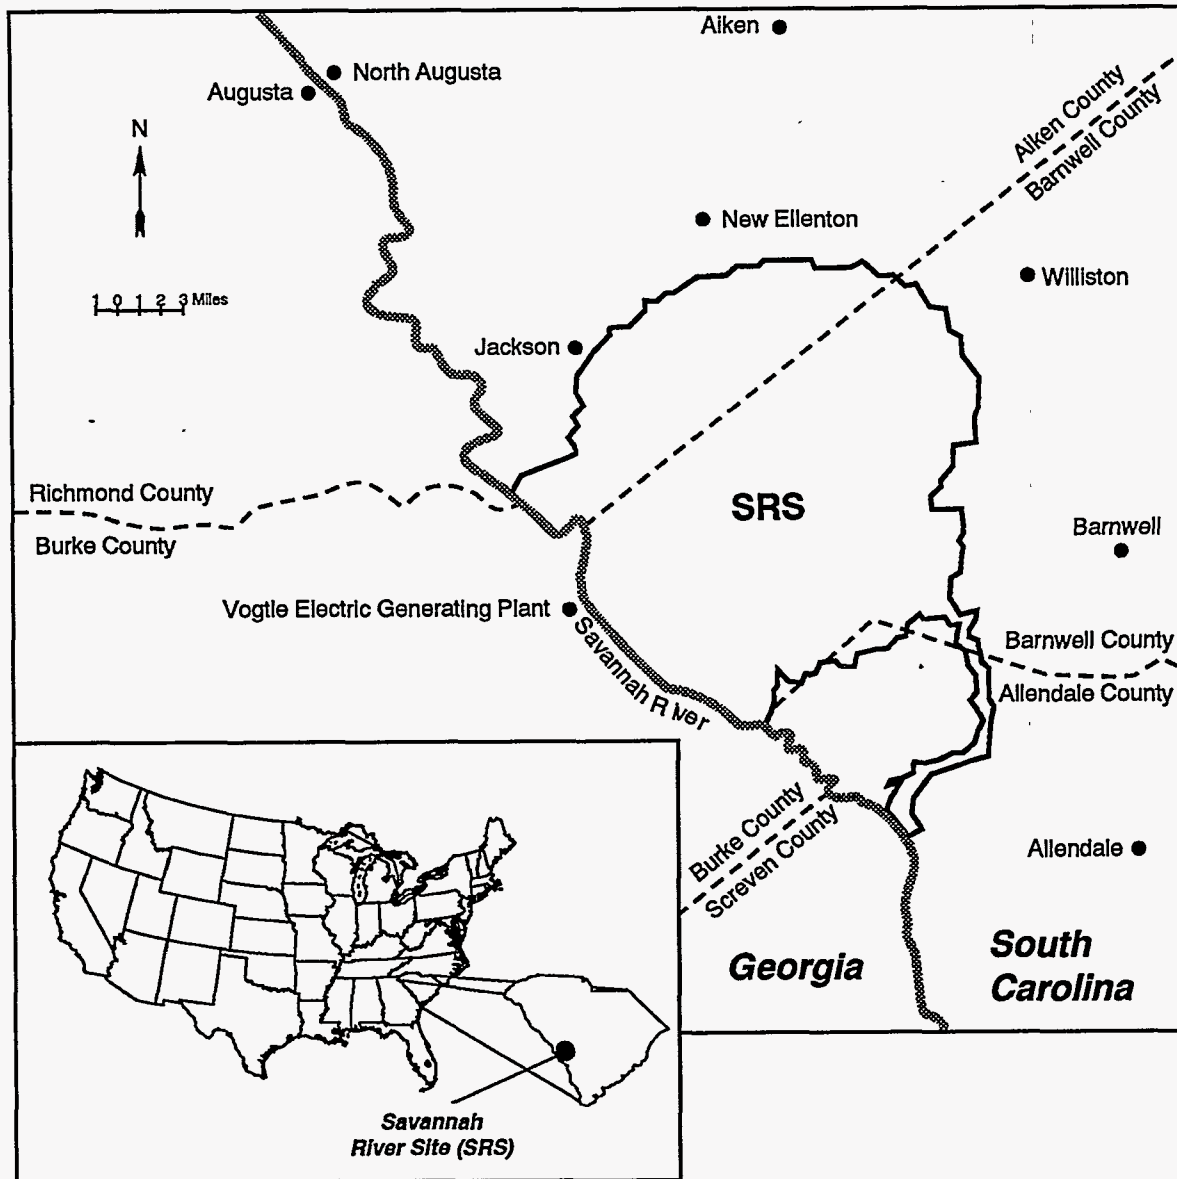 Aiken
North Augusta
Augusta
N
Aiken County
Barnwell County
New Ellenton
Williston
1 0 1 2 3 Miles
Jackson
Richmond County
Burke County
SRS
Barnwell
Vogtle Electric Generating Plant
Savannah River
Barnwell County
Allendale County
Burke County
Screven County
Allendale
Georgia
South
Carolina
Savannah
River Site (SRS)